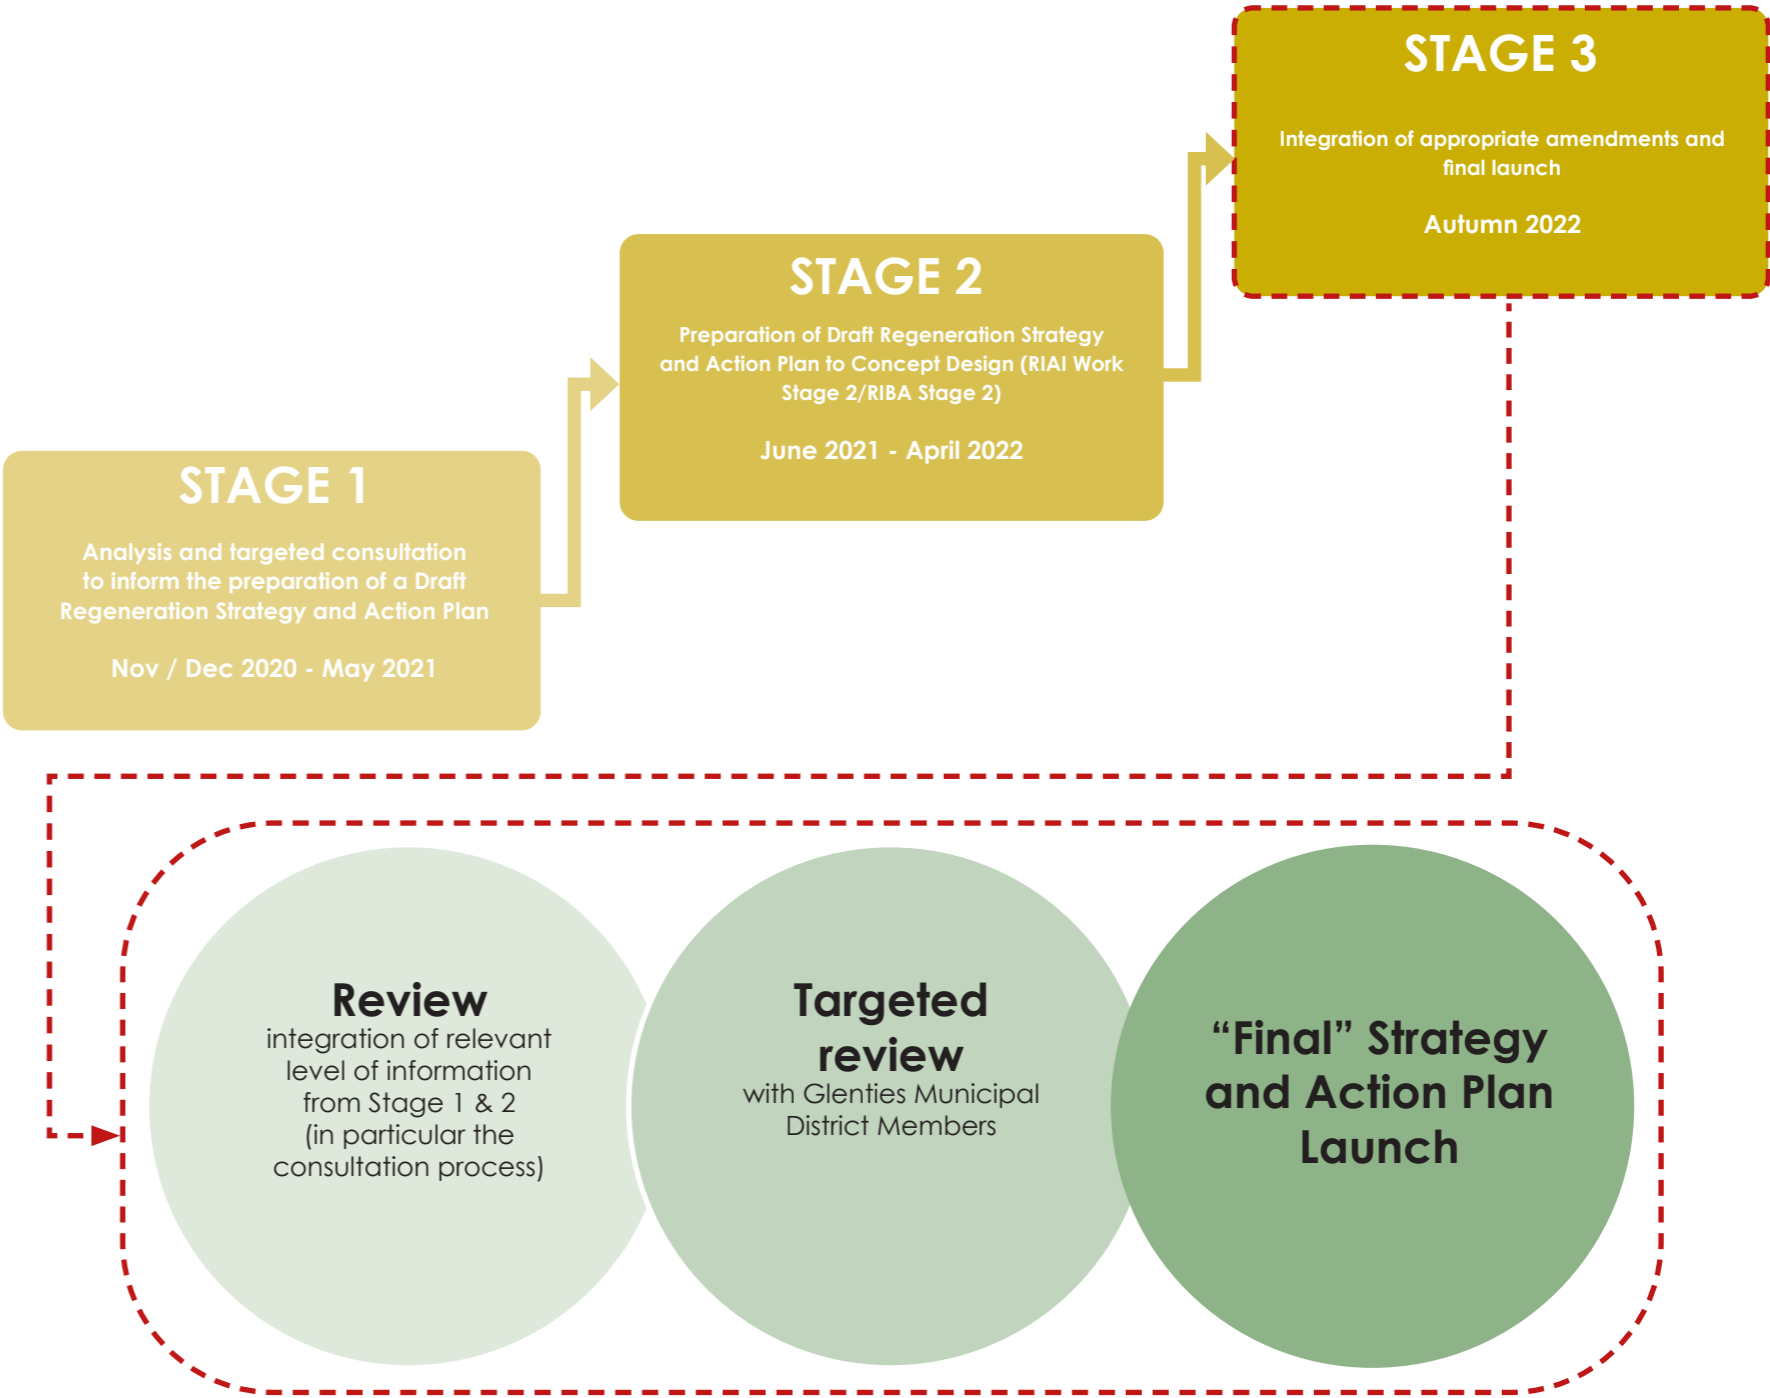 STAGE 3
Integration of appropriate amendments and
final launch
Autumn 2022
STAGE 2
Preparation of Draft Regeneration Strategy
and Action Plan to Concept Design (RIAI Work
Stage 2/RIBA Stage 2)
June 2021 - April 2022
STAGE 1
Analysis and targeted consultation
to inform the preparation of a Draft
Regeneration Strategy and Action Plan
Nov / Dec 2020 - May 2021
Review
integration of relevant
level of information
from Stage 1 & 2
(in particular the
consultation process)
Targeted
review
with Glenties Municipal
District Members
“Final” Strategy
and Action Plan
Launch